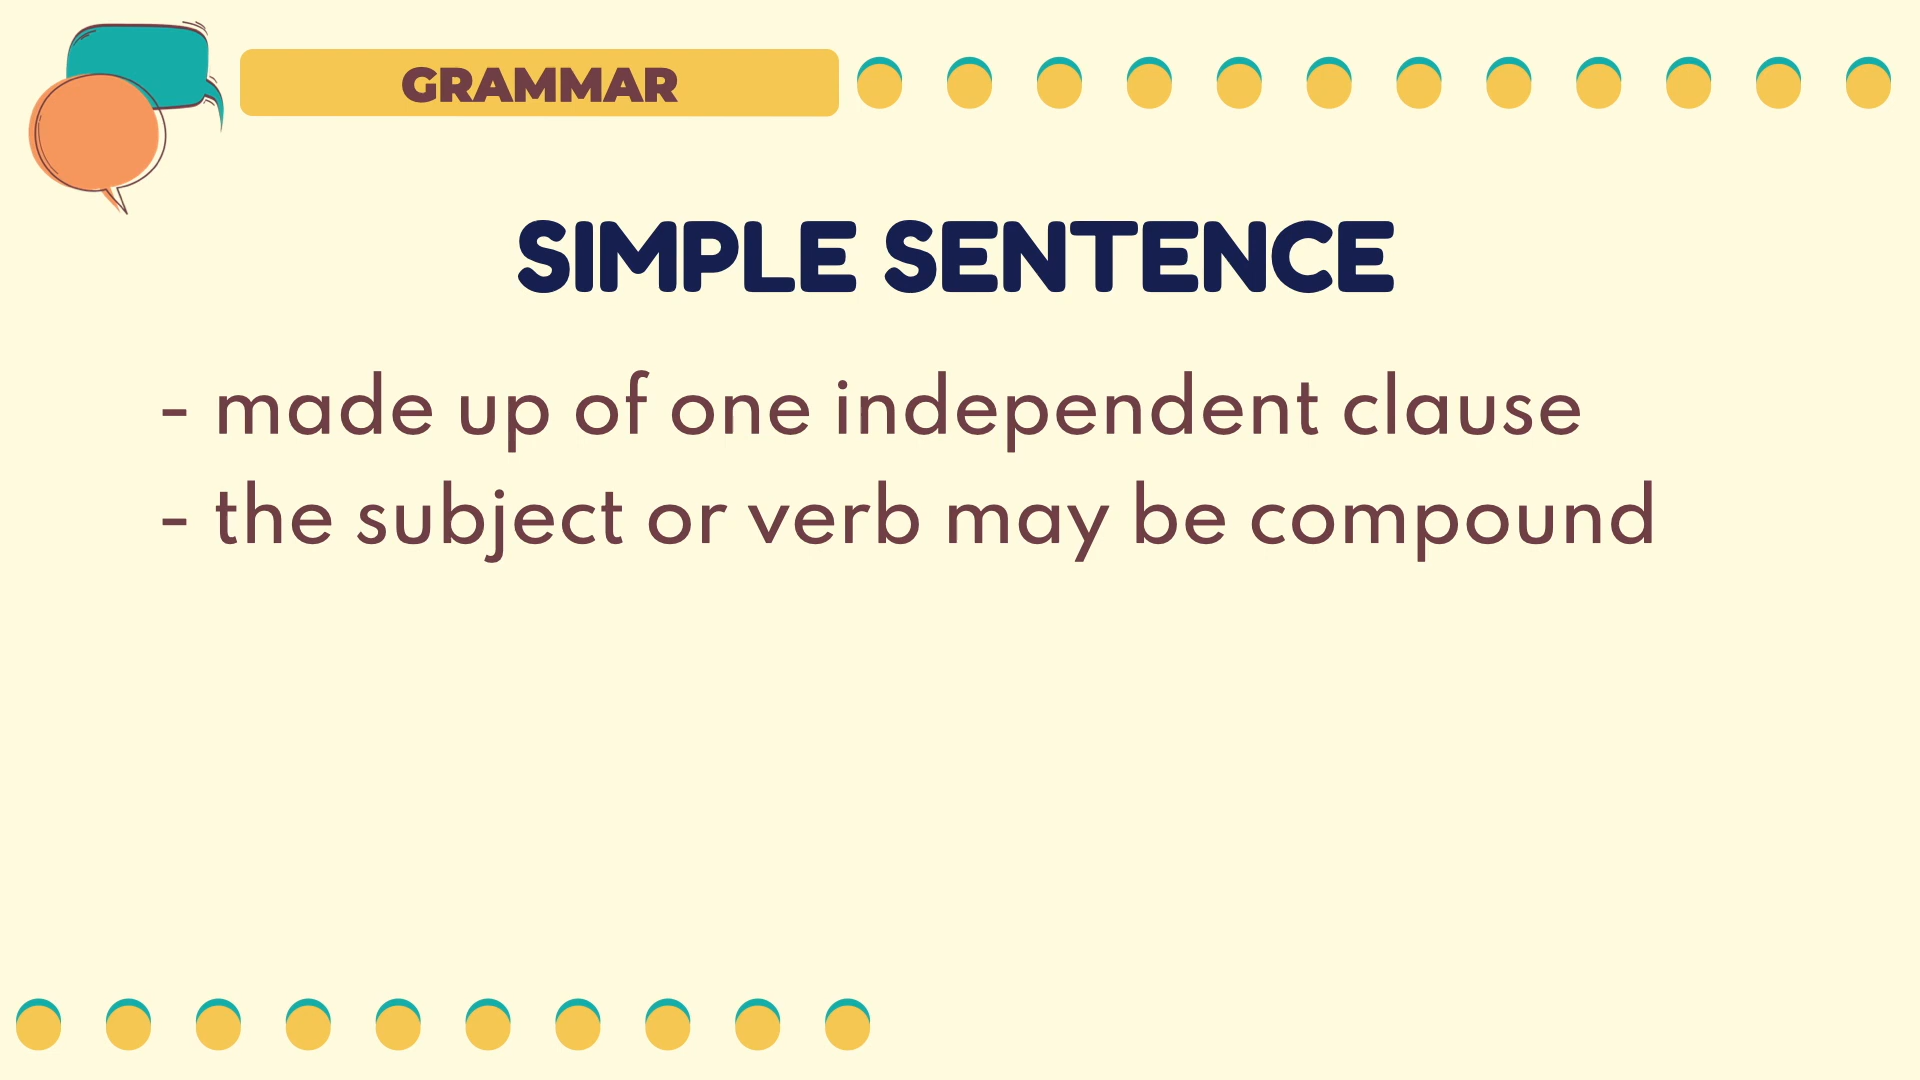 GRAMMAR
SIMPLE SENTENCE
- made up of one independent clause
- the subject or verb may be compound